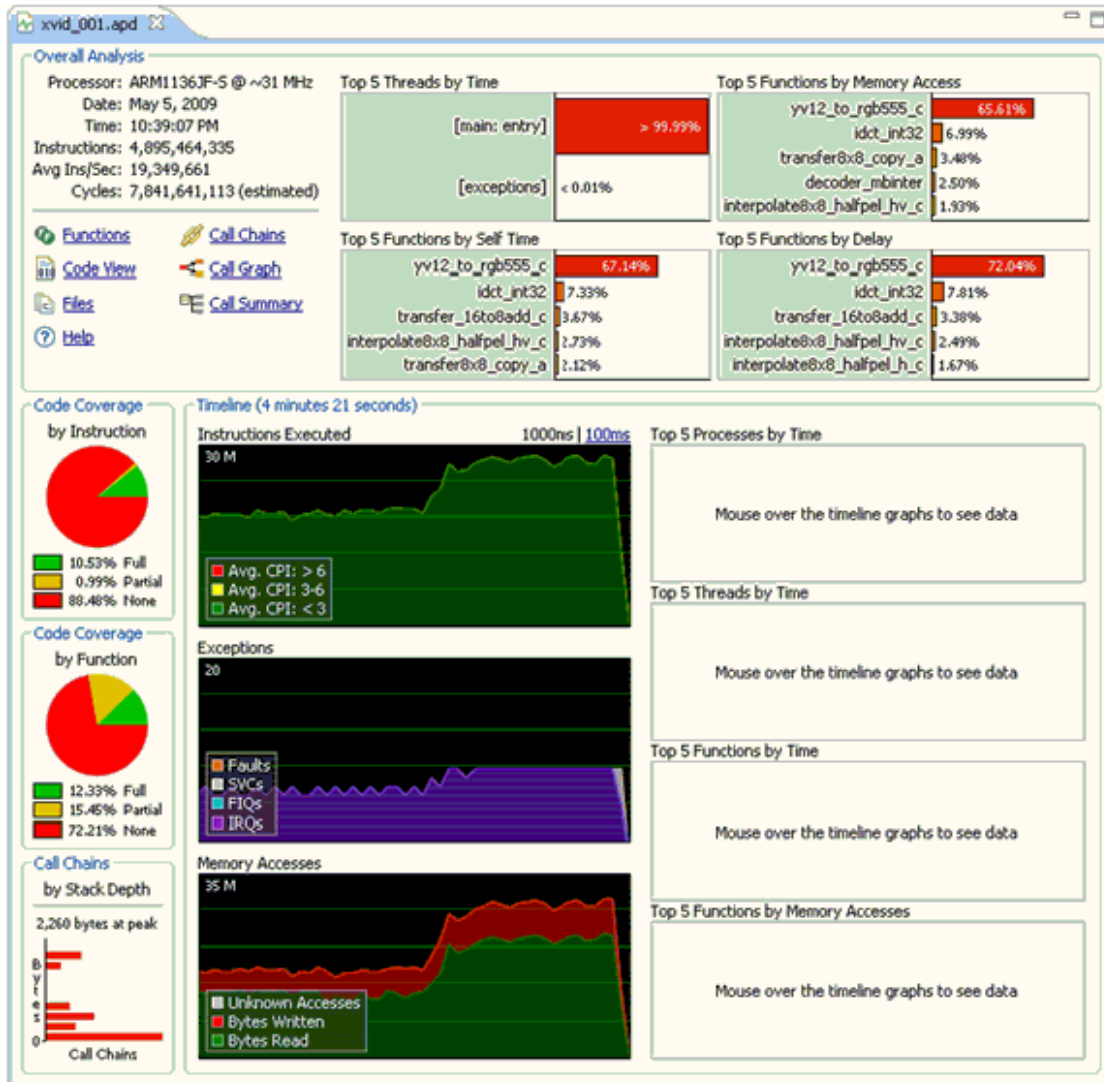 xvid_001.apd
Overall Analysis
Processor: ARM1136JF-S @ ~31 MHz
Date: May 5, 2009
Time: 10:39:07 PM
Instructions: 4,895,464,335
Avg Ins/Sec: 19,349,661
Cycles: 7,841,641,113 (estimated)
Functions
Call Chains
Code View
Call Graph
Files
Call Summary
Help
Top 5 Threads by Time
[main: entry] > 99.99%
[exceptions] < 0.01%
Top 5 Functions by Memory Access
yv12_to_rgb555_c 65.61%
idct_int32 6.99%
transfer8x8_copy_a 3.48%
decoder_mbinter 2.50%
interpolate8x8_halfpel_hv_c 1.93%
Top 5 Functions by Self Time
yv12_to_rgb555_c 67.14%
idct_int32 7.33%
transfer_16to8add_c 3.67%
interpolate8x8_halfpel_hv_c 2.73%
transfer8x8_copy_a 2.12%
Top 5 Functions by Delay
yv12_to_rgb555_c 72.04%
idct_int32 7.81%
transfer_16to8add_c 3.38%
interpolate8x8_halfpel_hv_c 2.49%
interpolate8x8_halfpel_h_c 1.67%
Code Coverage
by Instruction
10.53% Full
0.99% Partial
88.48% None
Code Coverage
by Function
12.33% Full
15.45% Partial
72.21% None
Call Chains
by Stack Depth
2,260 bytes at peak
Bytes
0
Call Chains
Timeline (4 minutes 21 seconds)
Instructions Executed 1000ns | 100ms
30 M
Avg. CPI: > 6
Avg. CPI: 3-6
Avg. CPI: < 3
Exceptions
20
Faults
SVCs
FIQs
IRQs
Memory Accesses
35 M
Unknown Accesses
Bytes Written
Bytes Read
Top 5 Processes by Time
Mouse over the timeline graphs to see data
Top 5 Threads by Time
Mouse over the timeline graphs to see data
Top 5 Functions by Time
Mouse over the timeline graphs to see data
Top 5 Functions by Memory Accesses
Mouse over the timeline graphs to see data